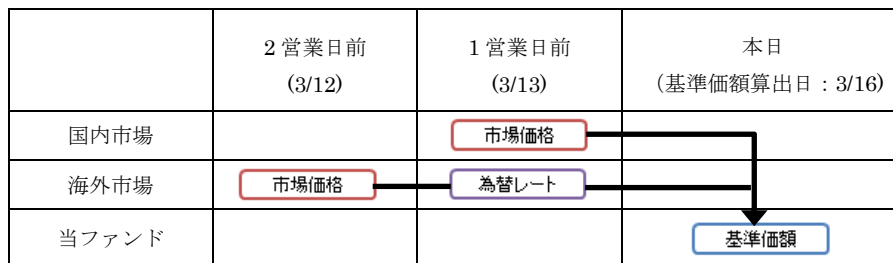 2 営業日前
(3/12)
1 営業日前
(3/13)
本日
（基準価額算出日：3/16)
国内市場
市場価格
海外市場
市場価格
為替レート
当ファンド
基準価額